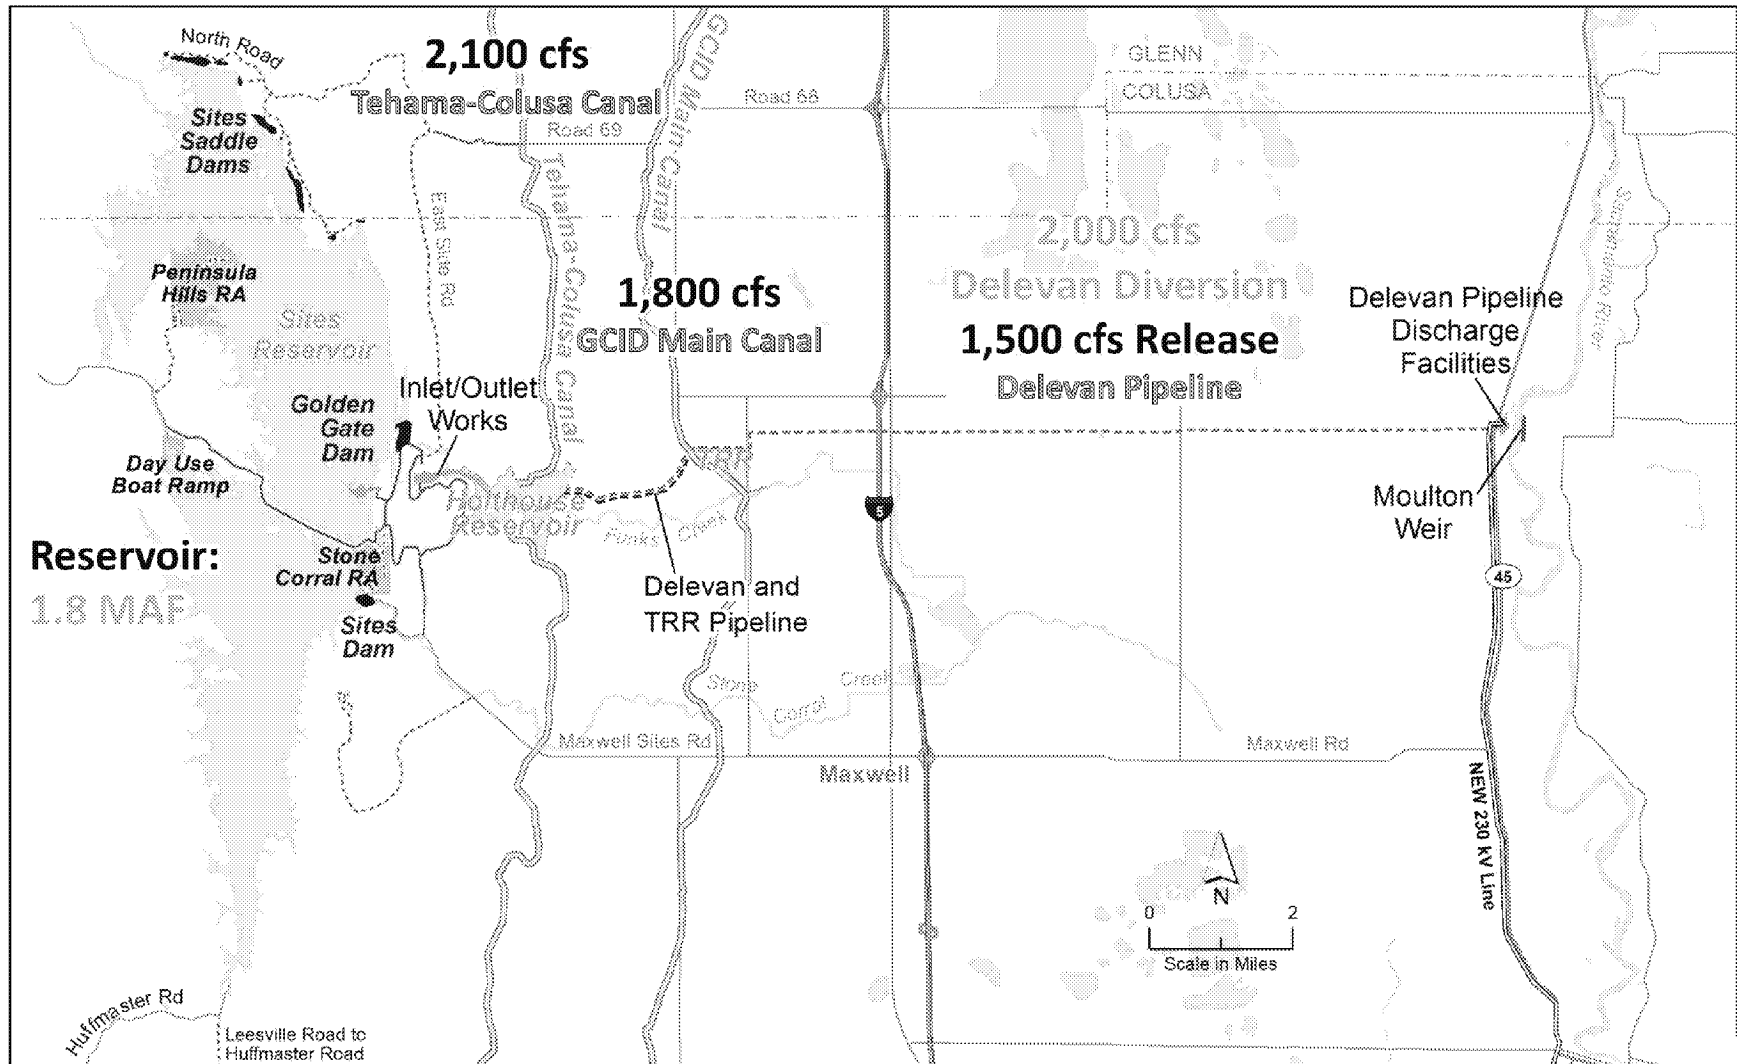 North Road
2,100 cfs
Tehama-Colusa Canal
GCID Main Canal
GLENN
COLUSA
Road 68
Road 69
Sites
Saddle
Dams
East Side Rd
Tehama-Colusa Canal
Sacramento River
2,000 cfs
Delevan Diversion
1,500 cfs Release
Delevan Pipeline
Peninsula
Hills RA
Sites
Reservoir
1,800 cfs
GCID Main Canal
Delevan Pipeline
Discharge
Facilities
Inlet/Outlet
Works
Golden
Gate
Dam
Day Use
Boat Ramp
TRR
Holthouse
Reservoir
Funks Creek
5
Moulton
Weir
Reservoir:
1.8 MAF
Stone
Corral RA
Sites
Dam
Delevan and
TRR Pipeline
45
Stone Corral Creek
Maxwell Sites Rd
Maxwell
Maxwell Rd
NEW 230 kV Line
N
0 2
Scale in Miles
Huffmaster Rd
Leesville Road to
Huffmaster Road